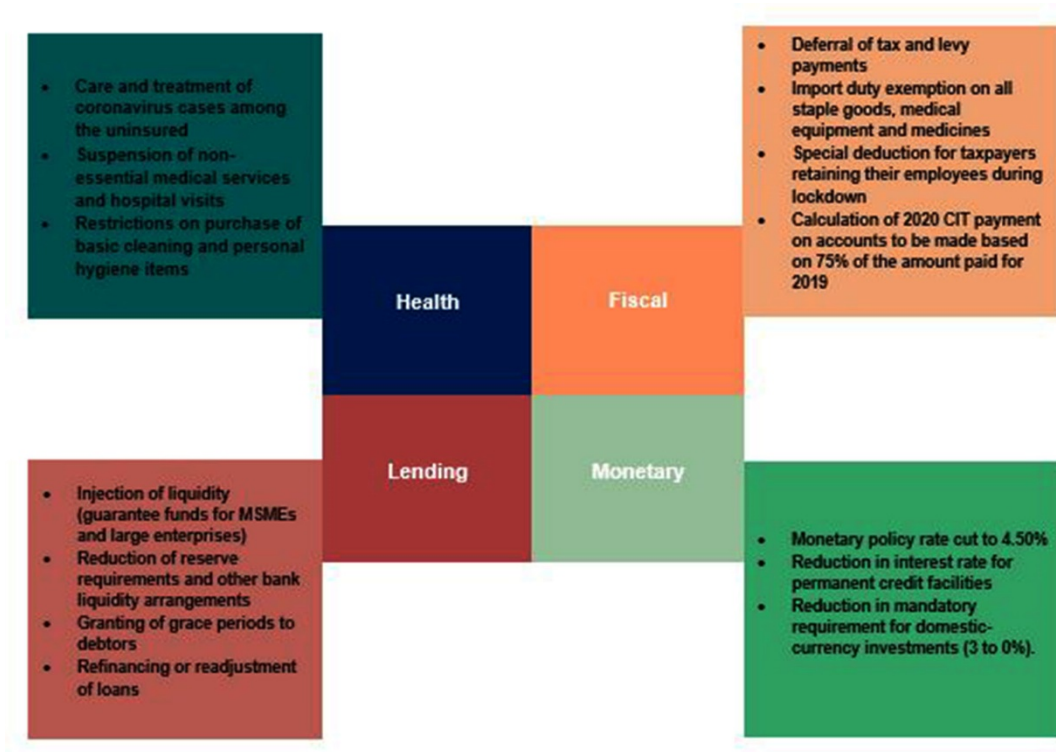 • Care and treatment of
coronavirus cases among
the uninsured
• Suspension of non-
essential medical services
and hospital visits
• Restrictions on purchase of
basic cleaning and personal
hygiene items
• Deferral of tax and levy
payments
• Import duty exemption on all
staple goods, medical
equipment and medicines
• Special deduction for taxpayers
retaining their employees during
lockdown
• Calculation of 2020 CIT payment
on accounts to be made based
on 75% of the amount paid for
2019
Health
Fiscal
Lending
Monetary
• Injection of liquidity
(guarantee funds for MSMEs
and large enterprises)
• Reduction of reserve
requirements and other bank
liquidity arrangements
• Granting of grace periods to
debtors
• Refinancing or readjustment
of loans
• Monetary policy rate cut to 4.50%
• Reduction in interest rate for
permanent credit facilities
• Reduction in mandatory
requirement for domestic-
currency investments (3 to 0%).